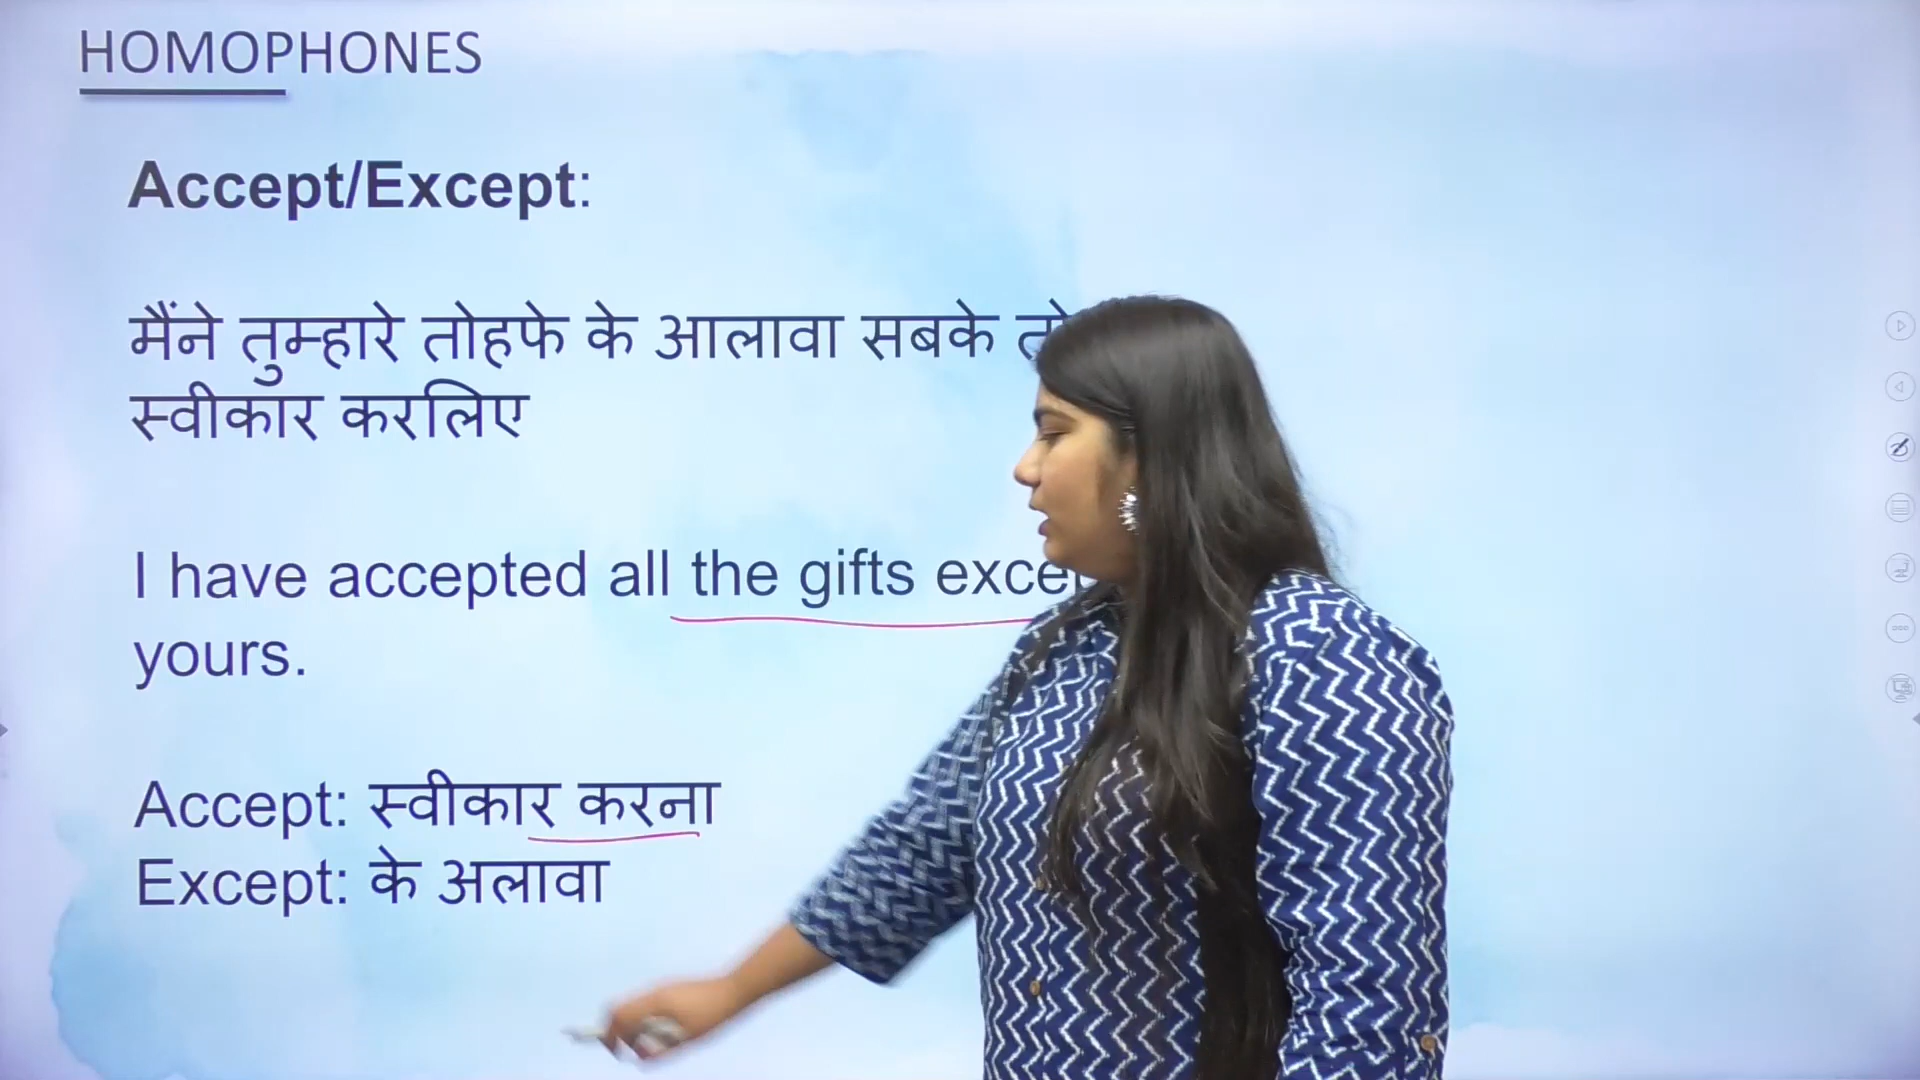 HOMOPHONES
Accept/Except:
मैंने तुम्हारे तोहफे के आलावा सबके
स्वीकार करलिए
I have accepted all the gifts
yours.
Accept: स्वीकार करना
Except: के अलावा